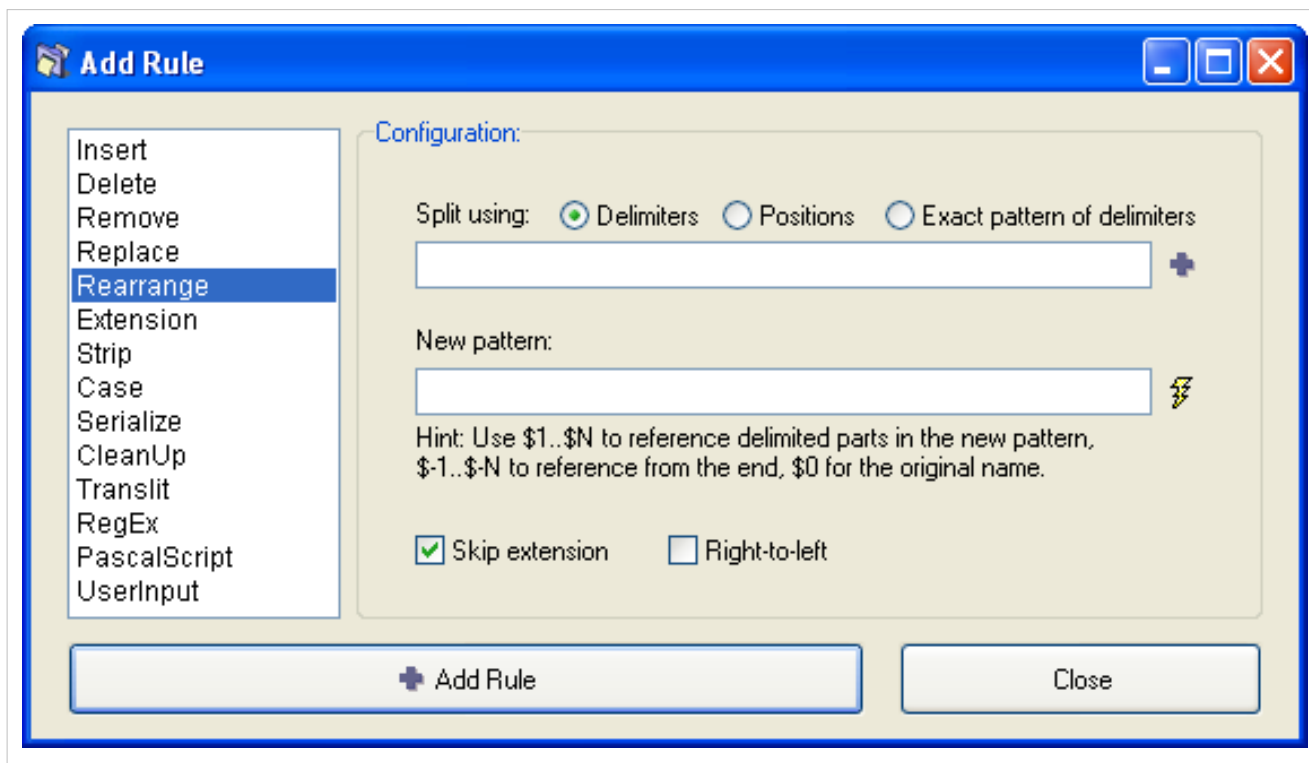 Add Rule
Insert
Delete
Remove
Replace
Rearrange
Extension
Strip
Case
Serialize
CleanUp
Translit
RegEx
PascalScript
UserInput
Configuration:
Split using: Delimiters Positions Exact pattern of delimiters
New pattern:
Hint: Use $1..$N to reference delimited parts in the new pattern,
$-1..$-N to reference from the end, $0 for the original name.
Skip extension Right-to-left
Add Rule Close